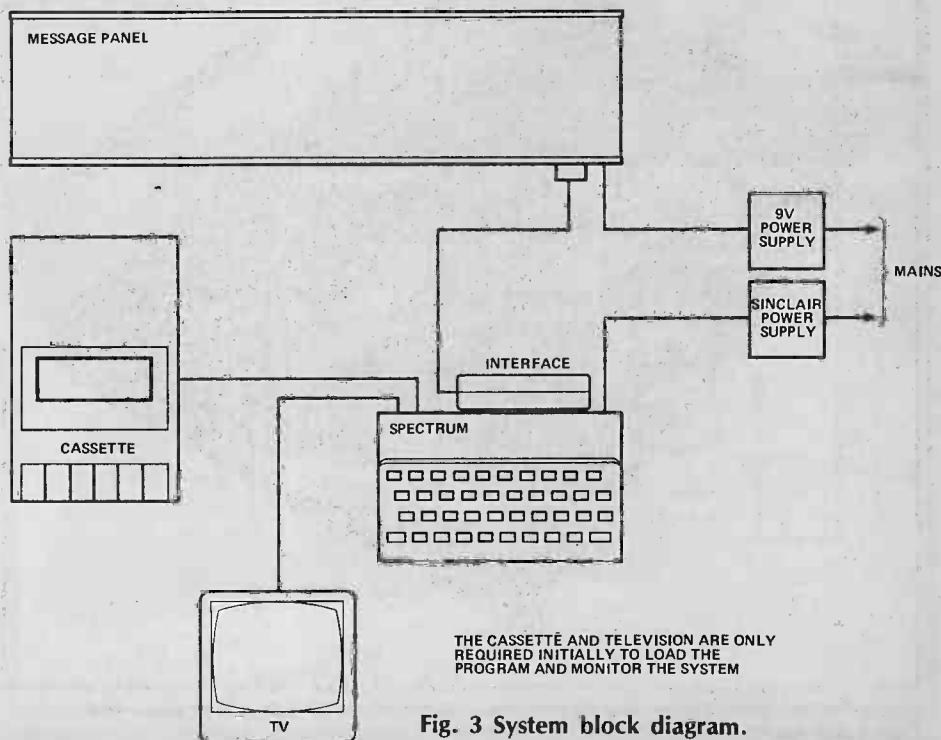 MESSAGE PANEL
9V
POWER
SUPPLY
MAINS
SINCLAIR
POWER
SUPPLY
INTERFACE
SPECTRUM
CASSETTE
TV
THE CASSETTE AND TELEVISION ARE ONLY
REQUIRED INITIALLY TO LOAD THE
PROGRAM AND MONITOR THE SYSTEM
Fig. 3 System block diagram.